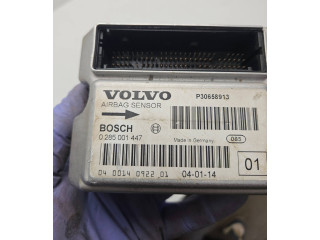 VOLVO
P30658913
AIRBAG SENSOR
BOSCH
0 285 001 447
Made in Germany
085
01
04 0014 0922 01
04-01-14